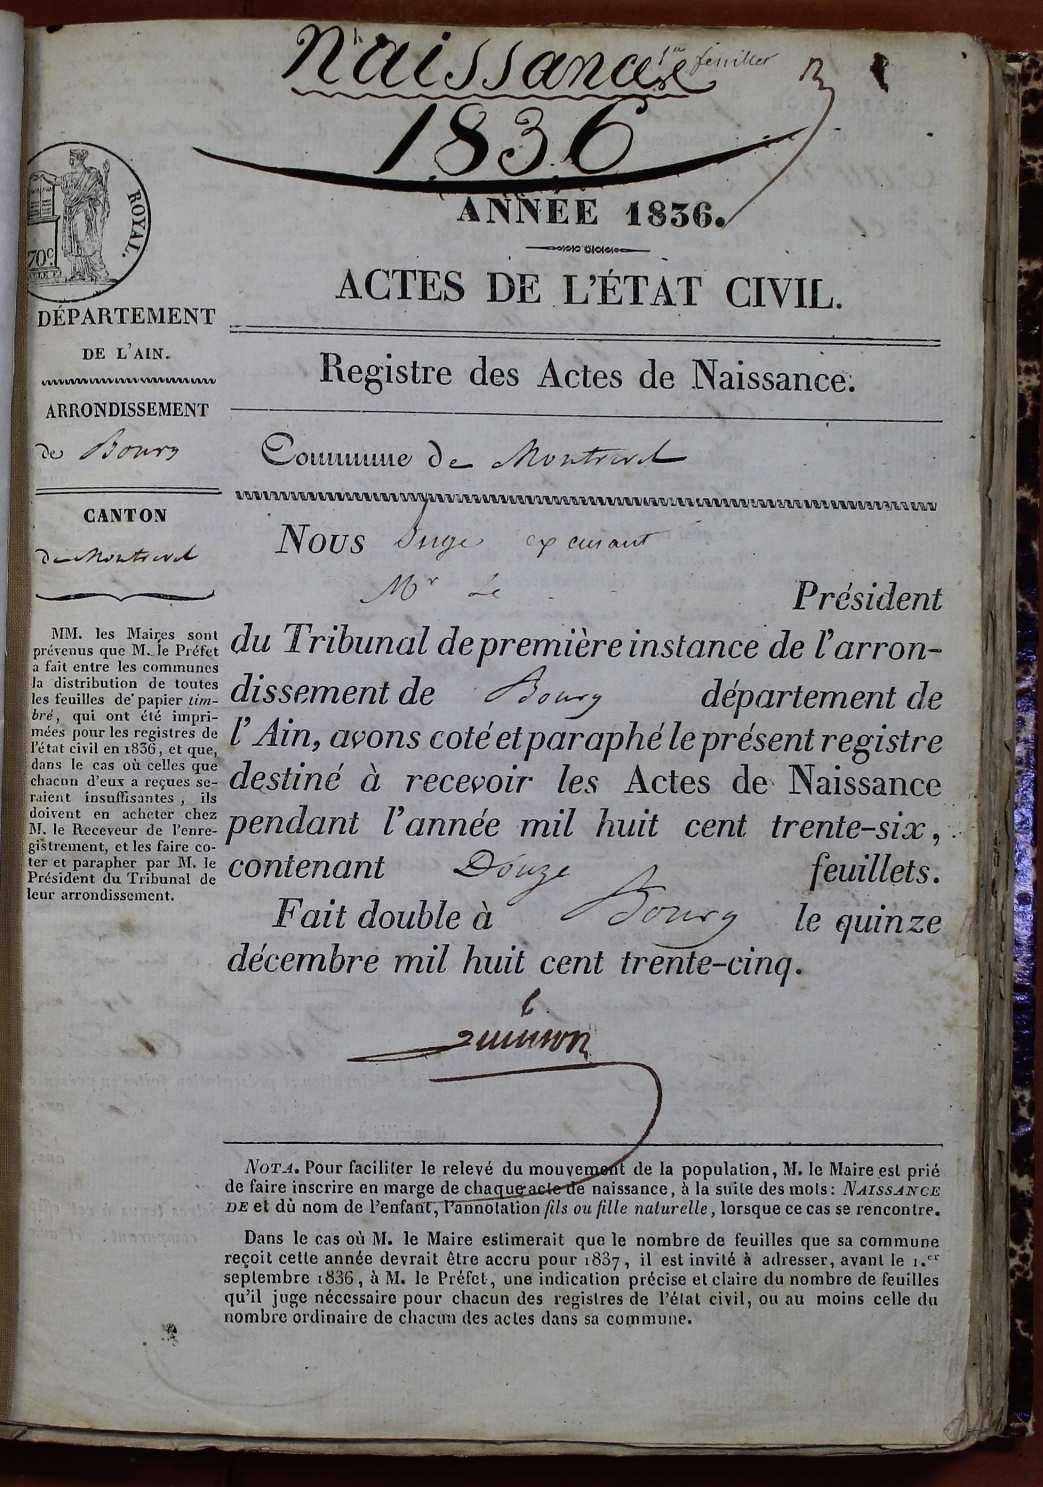 Naissance
1er feuillet
1836
ANNÉE 1836.
ROYAL.
70c
ACTES DE L'ÉTAT CIVIL.
Registre des Actes de Naissance.
Commune de Montrevel
DÉPARTEMENT
DE L'AIN.
ARRONDISSEMENT
de Bourg
CANTON
de Montrevel
MM. les Maires sont
prévenus que M. le Préfet
a fait entre les communes
la distribution de toutes
les feuilles de papier tim-
bré, qui ont été impri-
mées pour les registres de
l'état civil en 1836, et que,
dans le cas où celles que
chacun d'eux a reçues se-
raient insuffisantes, ils
doivent en acheter chez
M. le Receveur de l'enre-
gistrement, et les faire co-
ter et parapher par M. le
Président du Tribunal de
leur arrondissement.
Nous Juge excusant
Mr Le Président
du Tribunal de première instance de l'arron-
dissement de Bourg département de
l'Ain, avons coté et paraphé le présent registre
destiné à recevoir les Actes de Naissance
pendant l'année mil huit cent trente-six,
contenant Douze feuillets.
Fait double à Bourg le quinze
décembre mil huit cent trente-cinq.
Quinson
NOTA. Pour faciliter le relevé du mouvement de la population, M. le Maire est prié
de faire inscrire en marge de chaque acte de naissance, à la suite des mots: NAISSANCE
DE et du nom de l'enfant, l'annotation fils ou fille naturelle, lorsque ce cas se rencontre.
Dans le cas où M. le Maire estimerait que le nombre de feuilles que sa commune
reçoit cette année devrait être accru pour 1837, il est invité à adresser, avant le 1.er
septembre 1836, à M. le Préfet, une indication précise et claire du nombre de feuilles
qu'il juge nécessaire pour chacun des registres de l'état civil, ou au moins celle du
nombre ordinaire de chacun des actes dans sa commune.